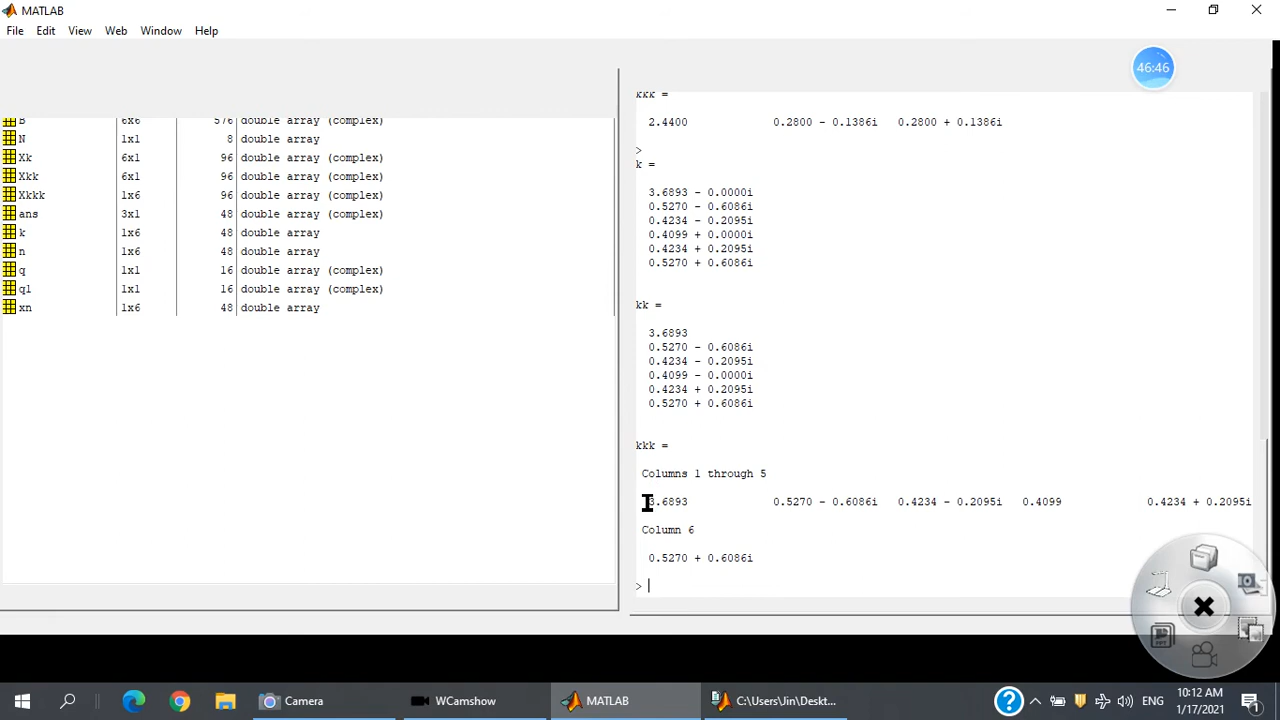 MATLAB
File Edit View Web Window Help
46:46
B 6x6 576 double array (complex)
N 1x1 8 double array
Xk 6x1 96 double array (complex)
Xkk 6x1 96 double array (complex)
Xkkk 1x6 96 double array (complex)
ans 3x1 48 double array (complex)
k 1x6 48 double array
n 1x6 48 double array
q 1x1 16 double array (complex)
q1 1x1 16 double array (complex)
xn 1x6 48 double array
kkk =
2.4400 0.2800 - 0.1386i 0.2800 + 0.1386i
>
k =
3.6893 - 0.0000i
0.5270 - 0.6086i
0.4234 - 0.2095i
0.4099 + 0.0000i
0.4234 + 0.2095i
0.5270 + 0.6086i
kk =
3.6893
0.5270 - 0.6086i
0.4234 - 0.2095i
0.4099 - 0.0000i
0.4234 + 0.2095i
0.5270 + 0.6086i
kkk =
Columns 1 through 5
3.6893 0.5270 - 0.6086i 0.4234 - 0.2095i 0.4099 0.4234 + 0.2095i
Column 6
0.5270 + 0.6086i
>
Camera WCamshow MATLAB C:\Users\Jin\Deskt... ENG
10:12 AM
1/17/2021